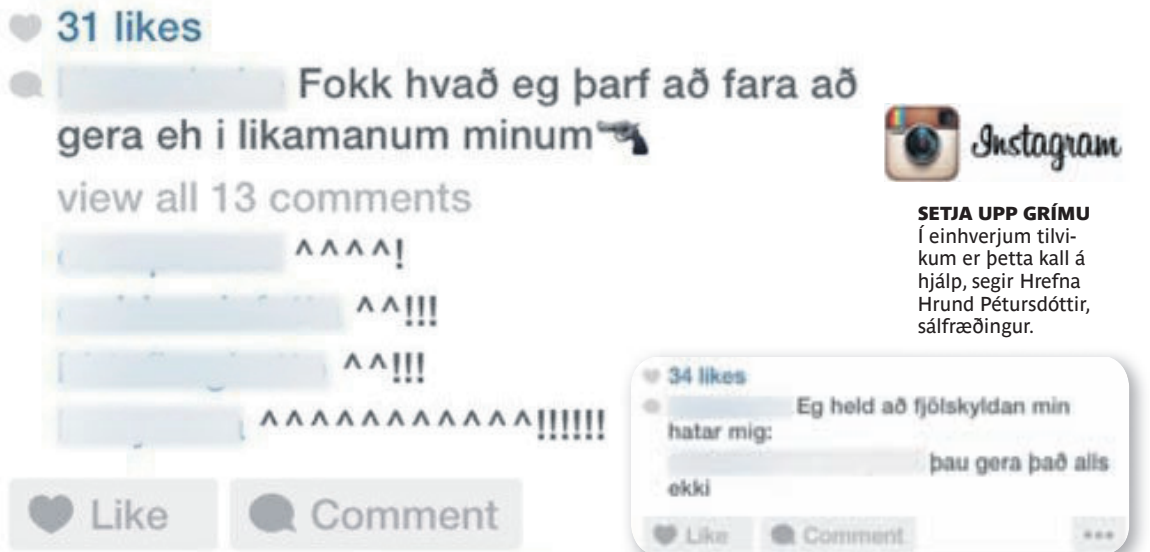 31 likes
Fokk hvað eg þarf að fara að
gera eh i likamanum minum
view all 13 comments
^^^^!
^^!!!
^^!!!
^^^^^^^^^^^!!!!!!
Like Comment
Instagram
SETJA UPP GRÍMU
Í einhverjum tilvi-
kum er þetta kall á
hjálp, segir Hrefna
Hrund Pétursdóttir,
sálfræðingur.
34 likes
Eg held að fjölskyldan min
hatar mig:
þau gera það alls
ekki
Like Comment